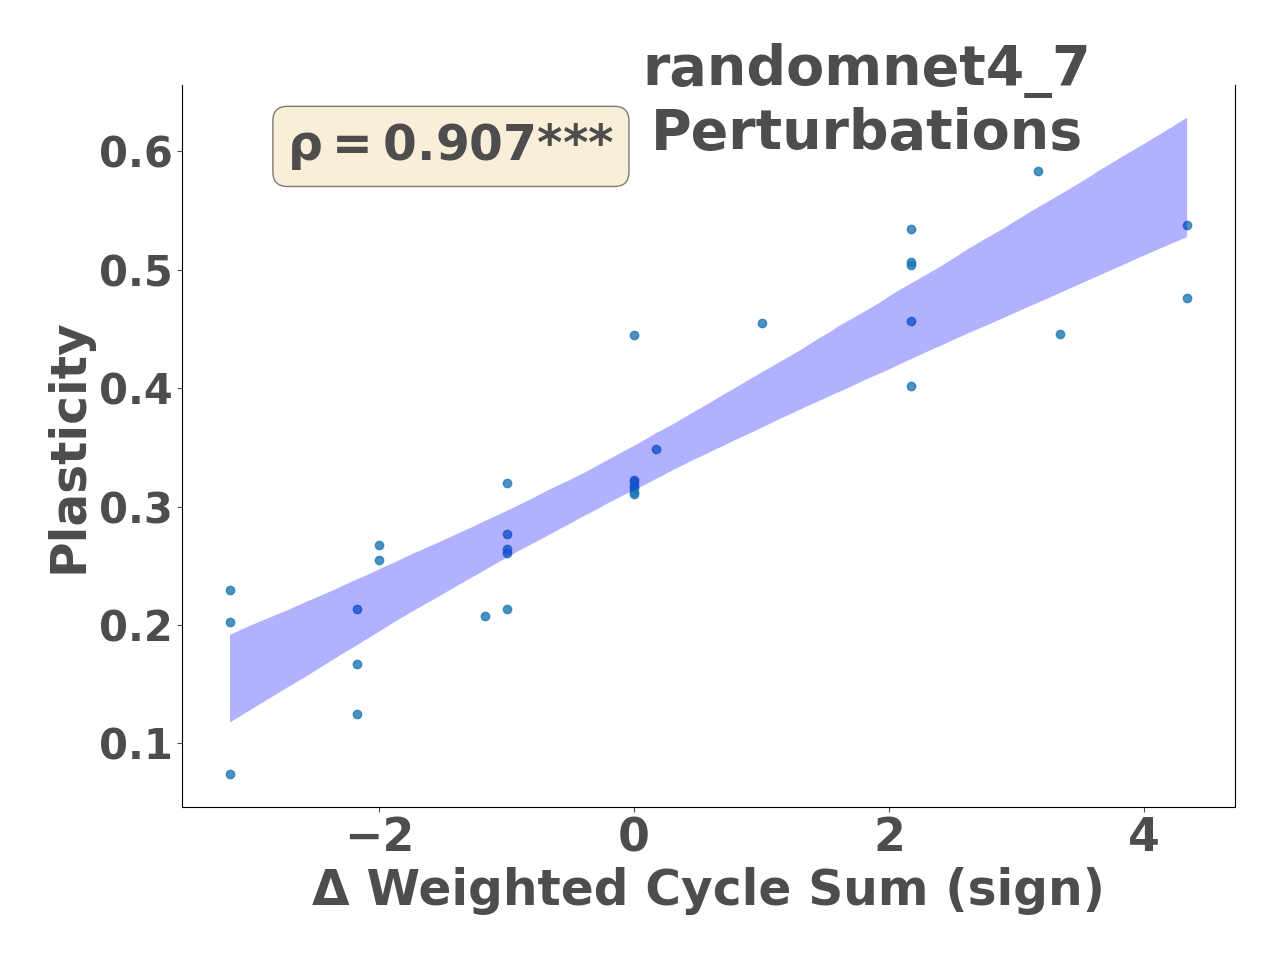 randomnet4_7
Perturbations
ρ = 0.907***
0.6
0.5
0.4
0.3
0.2
0.1
Plasticity
−2
0
2
4
Δ Weighted Cycle Sum (sign)